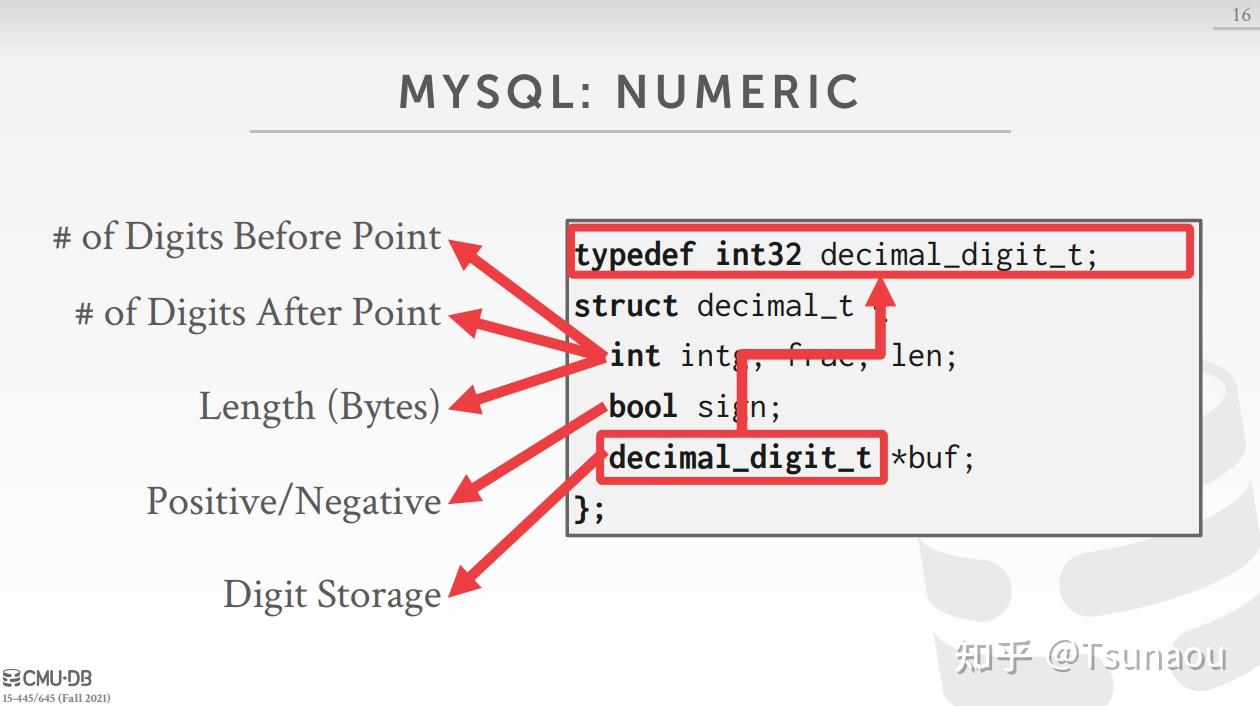 16
MYSQL: NUMERIC
# of Digits Before Point
# of Digits After Point
Length (Bytes)
Positive/Negative
Digit Storage
typedef int32 decimal_digit_t;
struct decimal_t {
int intg, frac, len;
bool sign;
decimal_digit_t *buf;
};
CMU·DB
15-445/645 (Fall 2021)
知乎 @Tsunaou